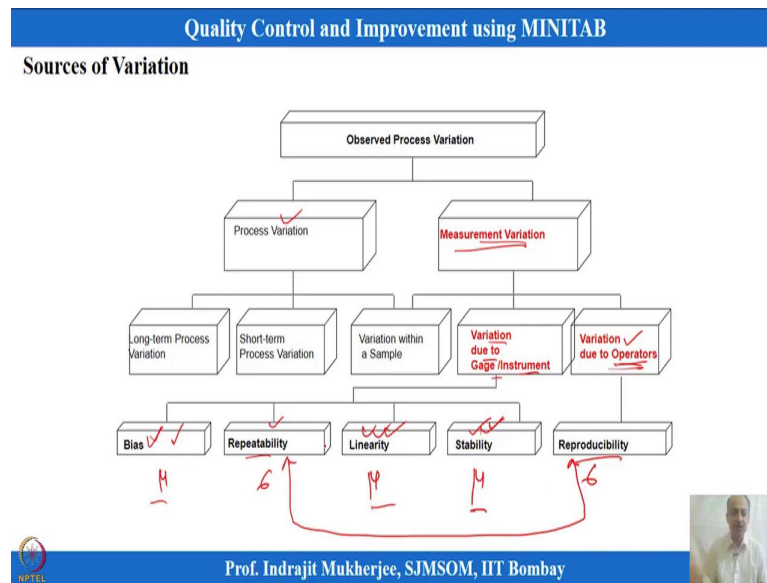 Quality Control and Improvement using MINITAB
Sources of Variation
Observed Process Variation
Process Variation
Measurement Variation
Long-term Process
Variation
Short-term
Process Variation
Variation within
a Sample
Variation
due to
Gage /Instrument
Variation
due to Operators
Bias
Repeatability
Linearity
Stability
Reproducibility
μ
σ
μ
μ
σ
NPTEL
Prof. Indrajit Mukherjee, SJMSOM, IIT Bombay